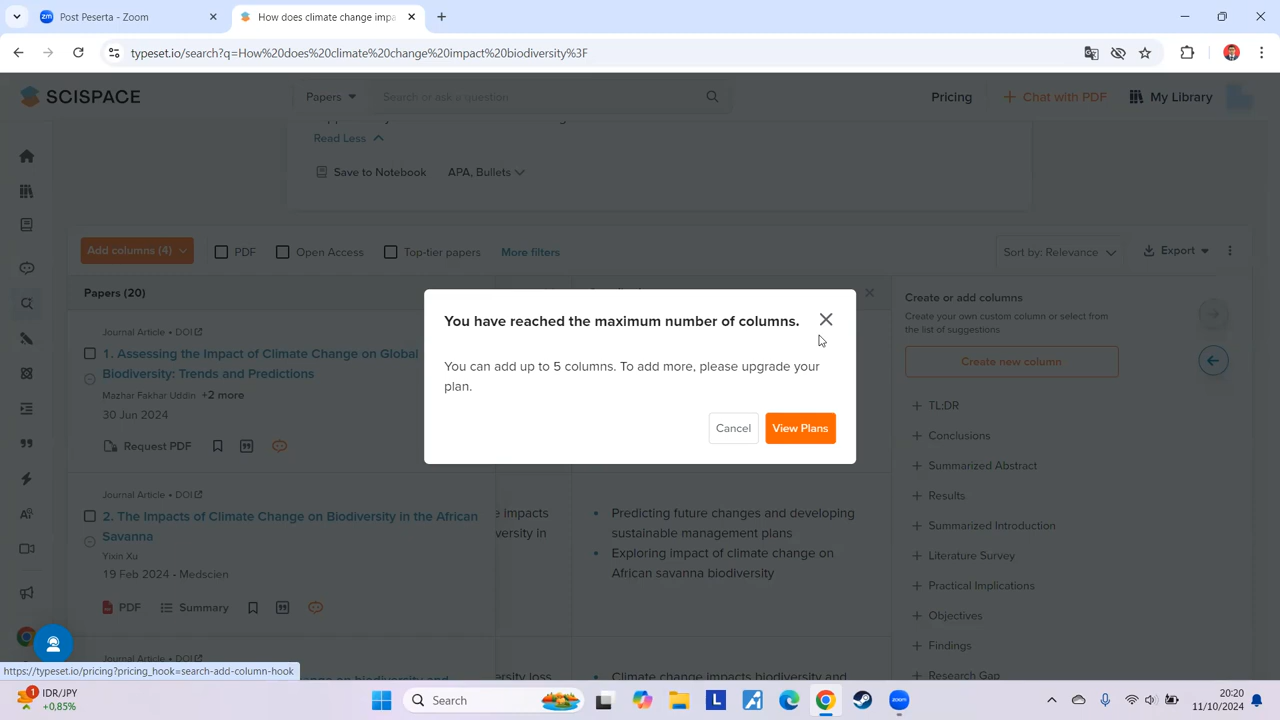 Post Peserta - Zoom
How does climate change impa
typeset.io/search?q=How%20does%20climate%20change%20impact%20biodiversity%3F
SCISPACE
Papers
Search or ask a question
Pricing
Chat with PDF
My Library
Read Less
Save to Notebook
APA, Bullets
Add columns (4)
PDF
Open Access
Top-tier papers
More filters
Sort by: Relevance
Export
Papers (20)
Create or add columns
Create your own custom column or select from
the list of suggestions
Create new column
TL;DR
Conclusions
Summarized Abstract
Results
Summarized Introduction
Literature Survey
Practical Implications
Objectives
Findings
Research Gap
You have reached the maximum number of columns.
You can add up to 5 columns. To add more, please upgrade your
plan.
Cancel
View Plans
Journal Article • DOI
1. Assessing the Impact of Climate Change on Global
Biodiversity: Trends and Predictions
Mazhar Fakhar Uddin +2 more
30 Jun 2024
Request PDF
Journal Article • DOI
2. The Impacts of Climate Change on Biodiversity in the African
Savanna
Yixin Xu
19 Feb 2024 - Medscien
PDF
Summary
e impacts
versity in
• Predicting future changes and developing
sustainable management plans
• Exploring impact of climate change on
African savanna biodiversity
Journal Article • DOI
ersity loss
• Climate change impacts biodiversity and
https://typeset.io/pricing?pricing_hook=search-add-column-hook
1
IDR/JPY
+0.85%
Search
zoom
20:20
11/10/2024